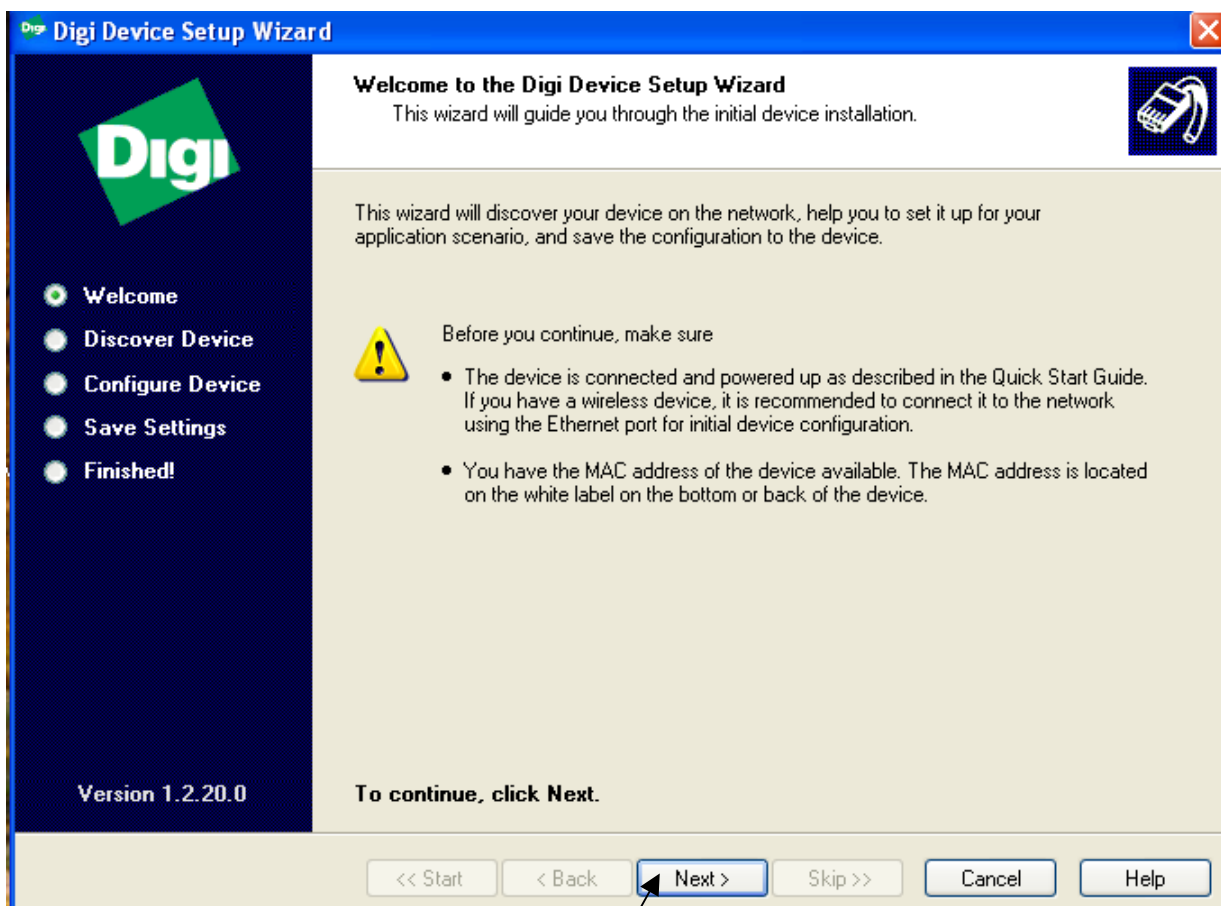 Digi Digi Device Setup Wizard
Digi
Welcome to the Digi Device Setup Wizard
This wizard will guide you through the initial device installation.
This wizard will discover your device on the network, help you to set it up for your
application scenario, and save the configuration to the device.
Welcome
Discover Device
Configure Device
Save Settings
Finished!
Before you continue, make sure
• The device is connected and powered up as described in the Quick Start Guide.
If you have a wireless device, it is recommended to connect it to the network
using the Ethernet port for initial device configuration.
• You have the MAC address of the device available. The MAC address is located
on the white label on the bottom or back of the device.
Version 1.2.20.0
To continue, click Next.
<< Start
< Back
Next >
Skip >>
Cancel
Help